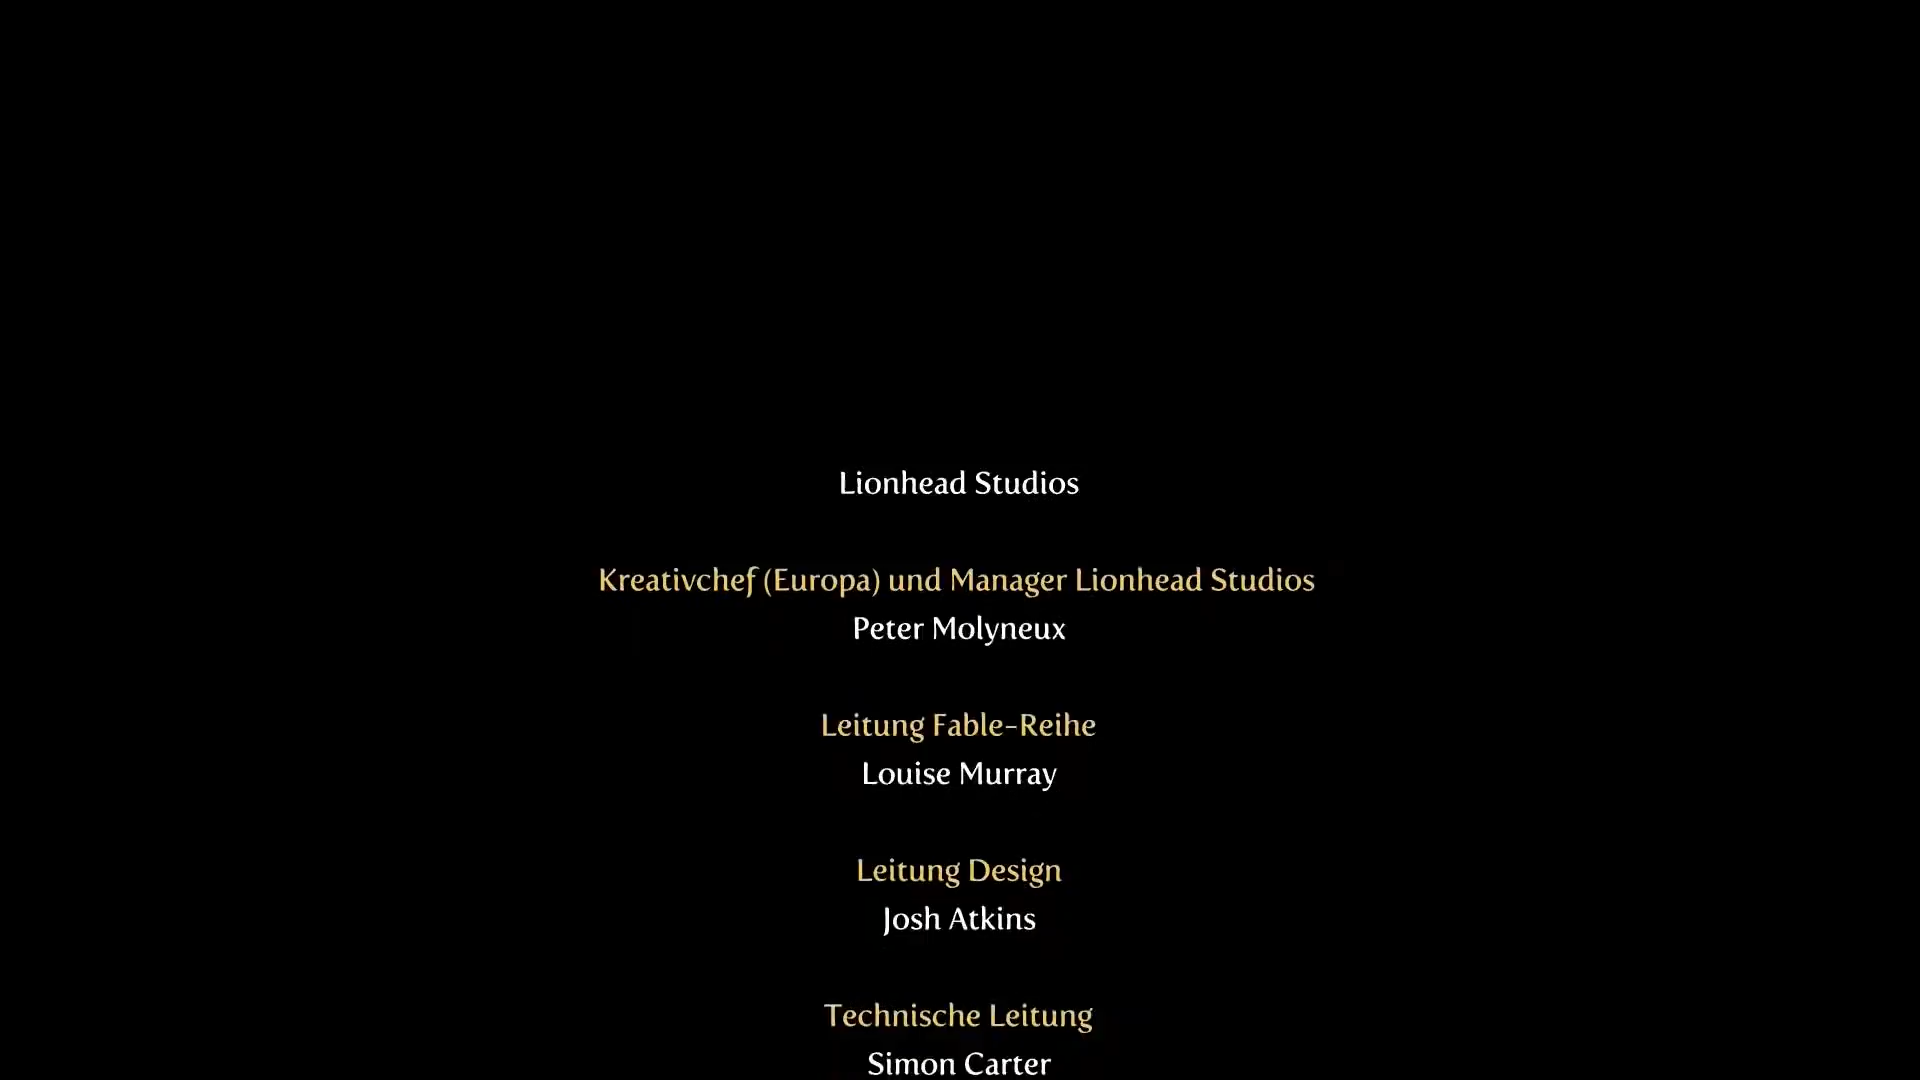 Lionhead Studios
Kreativchef (Europa) und Manager Lionhead Studios
Peter Molyneux
Leitung Fable-Reihe
Louise Murray
Leitung Design
Josh Atkins
Technische Leitung
Simon Carter